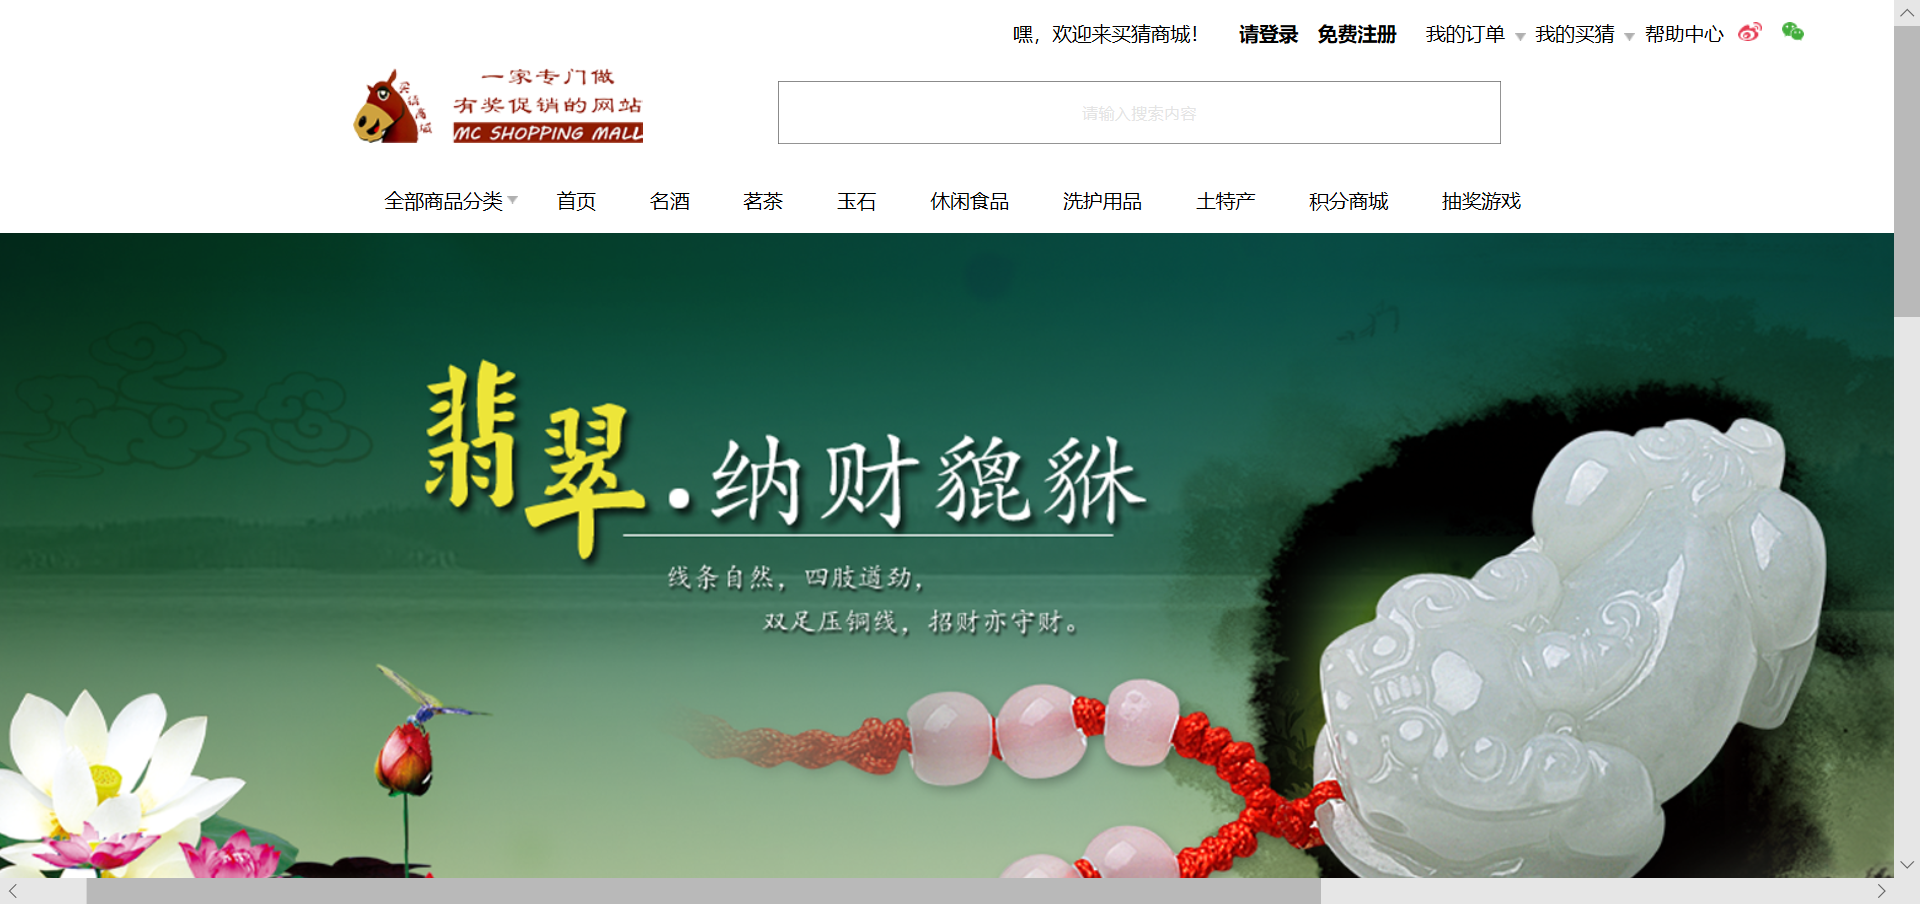 嘿，欢迎来买猜商城！ 请登录 免费注册 我的订单 我的买猜 帮助中心
买猜商城
一家专门做
有奖促销的网站
MC SHOPPING MALL
请输入搜索内容
全部商品分类 首页 名酒 茗茶 玉石 休闲食品 洗护用品 土特产 积分商城 抽奖游戏
翡翠·纳财貔貅
线条自然，四肢道劲，
双足压铜线，招财亦守财。